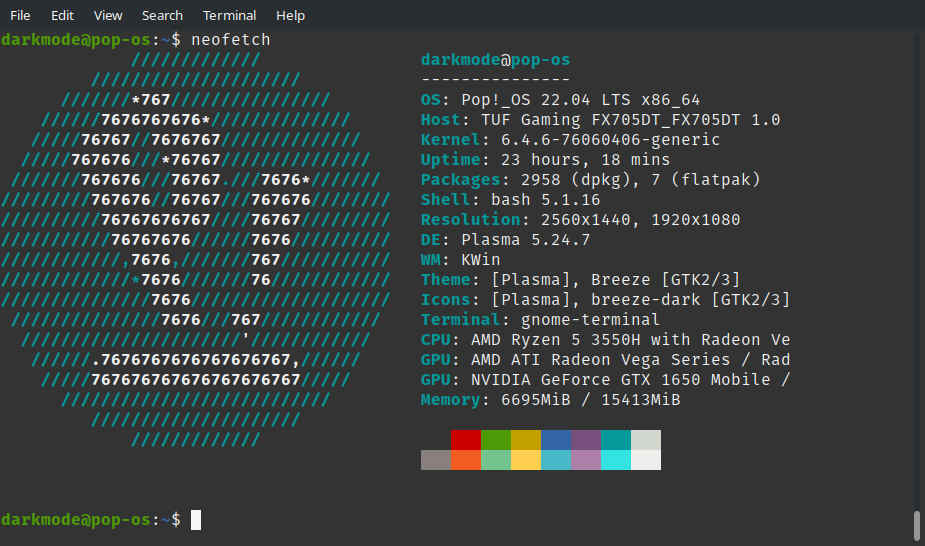 File Edit View Search Terminal Help
darkmode@pop-os:~$ neofetch
             /////////////
         /////////////////////
      ///////*767////////////////
    //////7676767676*//////////////
   /////76767//7676767//////////////
  /////767676///*76767///////////////
 ///////767676///76767.///7676*///////
/////////767676//76767///767676////////
//////////76767676767////76767/////////
///////////76767676//////7676//////////
////////////,7676,///////767///////////
/////////////*7676///////76////////////
///////////////7676////////////////////
 ///////////////7676///767////////////
  //////////////////////'////////////
   //////.7676767676767676767,//////
    /////767676767676767676767/////
      ///////////////////////////
         /////////////////////
             /////////////
darkmode@pop-os
---------------
OS: Pop!_OS 22.04 LTS x86_64
Host: TUF Gaming FX705DT_FX705DT 1.0
Kernel: 6.4.6-76060406-generic
Uptime: 23 hours, 18 mins
Packages: 2958 (dpkg), 7 (flatpak)
Shell: bash 5.1.16
Resolution: 2560x1440, 1920x1080
DE: Plasma 5.24.7
WM: KWin
Theme: [Plasma], Breeze [GTK2/3]
Icons: [Plasma], breeze-dark [GTK2/3]
Terminal: gnome-terminal
CPU: AMD Ryzen 5 3550H with Radeon Ve
GPU: AMD ATI Radeon Vega Series / Rad
GPU: NVIDIA GeForce GTX 1650 Mobile /
Memory: 6695MiB / 15413MiB
darkmode@pop-os:~$